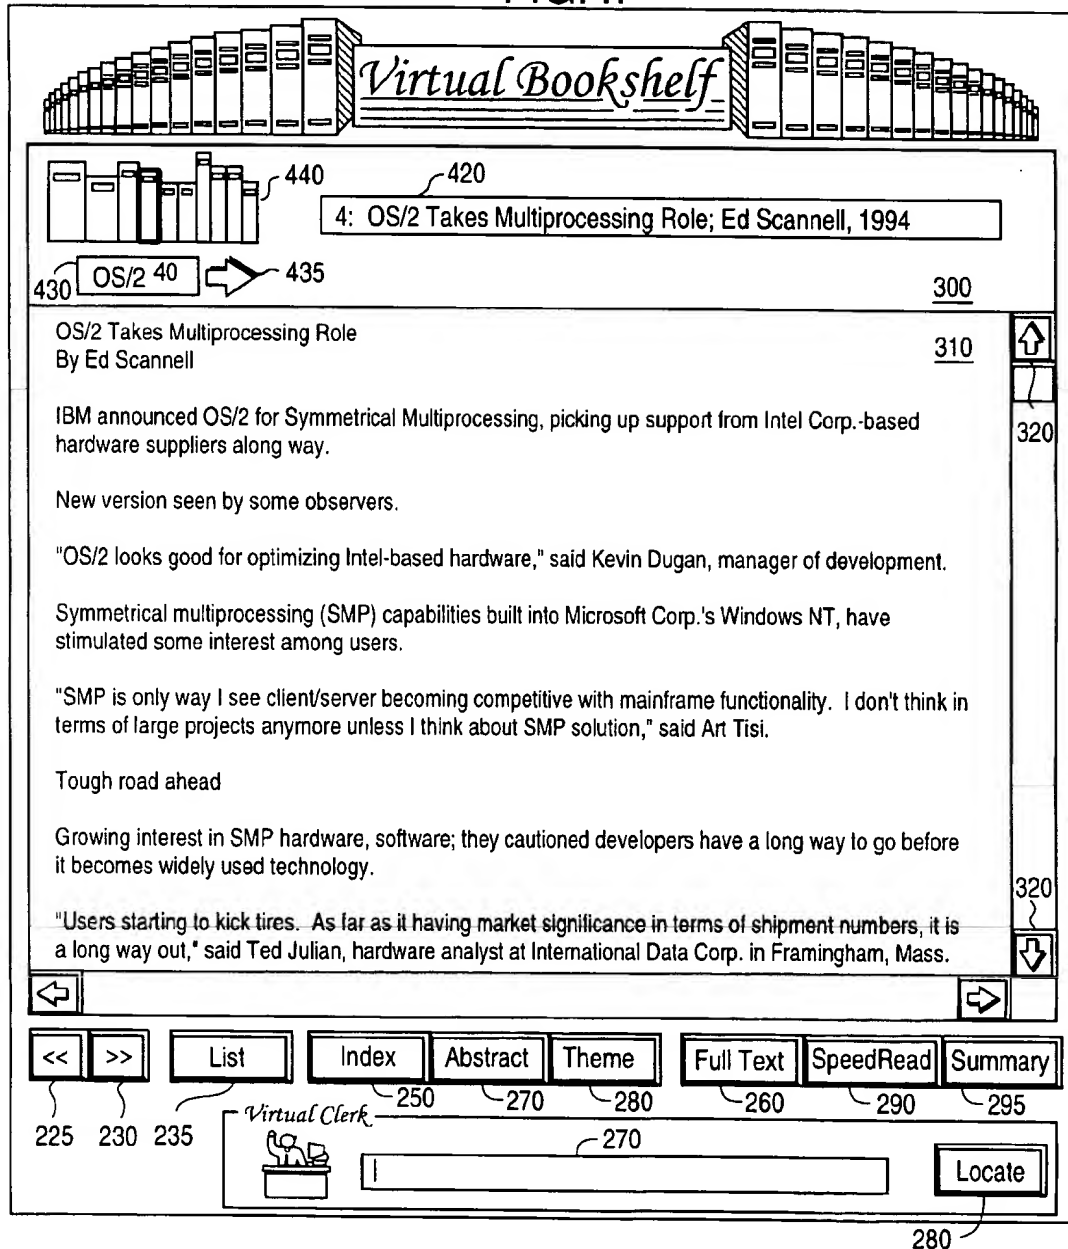 Virtual Bookshelf
440
420
4: OS/2 Takes Multiprocessing Role; Ed Scannell, 1994
430
OS/2 40
435
300
OS/2 Takes Multiprocessing Role
310
By Ed Scannell
IBM announced OS/2 for Symmetrical Multiprocessing, picking up support from Intel Corp.-based
320
hardware suppliers along way.
New version seen by some observers.
"OS/2 looks good for optimizing Intel-based hardware," said Kevin Dugan, manager of development.
Symmetrical multiprocessing (SMP) capabilities built into Microsoft Corp.'s Windows NT, have
stimulated some interest among users.
"SMP is only way I see client/server becoming competitive with mainframe functionality. I don't think in
terms of large projects anymore unless I think about SMP solution," said Art Tisi.
Tough road ahead
Growing interest in SMP hardware, software; they cautioned developers have a long way to go before
it becomes widely used technology.
320
"Users starting to kick tires. As far as it having market significance in terms of shipment numbers, it is
a long way out," said Ted Julian, hardware analyst at International Data Corp. in Framingham, Mass.
<< >> List Index Abstract Theme Full Text SpeedRead Summary
225 230 235 250 270 280 260 290 295
Virtual Clerk
270
Locate
280